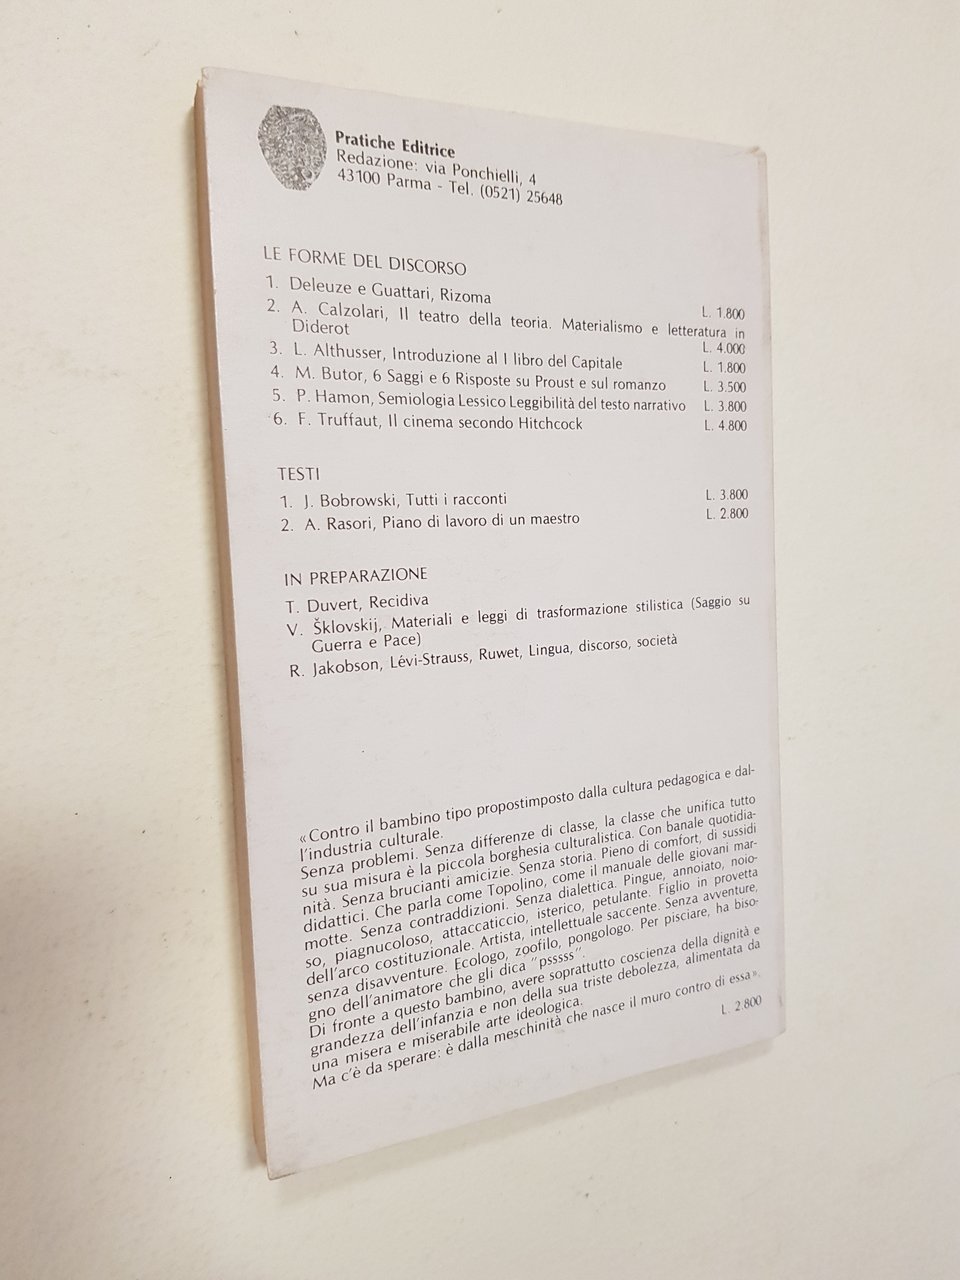 Pratiche Editrice
Redazione: via Ponchielli, 4
43100 Parma - Tel. (0521) 25648
LE FORME DEL DISCORSO
1. Deleuze e Guattari, Rizoma L. 1.800
2. A. Calzolari, Il teatro della teoria. Materialismo e letteratura in
Diderot L. 4.000
3. L. Althusser, Introduzione al I libro del Capitale L. 1.800
4. M. Butor, 6 Saggi e 6 Risposte su Proust e sul romanzo L. 3.500
5. P. Hamon, Semiologia Lessico Leggibilità del testo narrativo L. 3.800
6. F. Truffaut, Il cinema secondo Hitchcock L. 4.800
TESTI
1. J. Bobrowski, Tutti i racconti L. 3.800
2. A. Rasori, Piano di lavoro di un maestro L. 2.800
IN PREPARAZIONE
T. Duvert, Recidiva
V. Šklovskij, Materiali e leggi di trasformazione stilistica (Saggio su
Guerra e Pace)
R. Jakobson, Lévi-Strauss, Ruwet, Lingua, discorso, società
«Contro il bambino tipo propostimposto dalla cultura pedagogica e dal-
l'industria culturale.
Senza problemi. Senza differenze di classe, la classe che unifica tutto
su sua misura è la piccola borghesia culturalistica. Con banale quotidia-
nità. Senza brucianti amicizie. Senza storia. Pieno di comfort, di sussidi
didattici. Che parla come Topolino, come il manuale delle giovani mar-
motte. Senza contraddizioni. Senza dialettica. Pingue, annoiato, noio-
so, piagnucoloso, attaccaticcio, isterico, petulante. Figlio in provetta
dell'arco costituzionale. Artista, intellettuale saccente. Senza avventure,
senza disavventure. Ecologo, zoofilo, pongologo. Per pisciare, ha biso-
gno dell'animatore che gli dica "psssss".
Di fronte a questo bambino, avere soprattutto coscienza della dignità e
grandezza dell'infanzia e non della sua triste debolezza, alimentata da
una misera e miserabile arte ideologica.
Ma c'è da sperare: è dalla meschinità che nasce il muro contro di essa».
L. 2.800